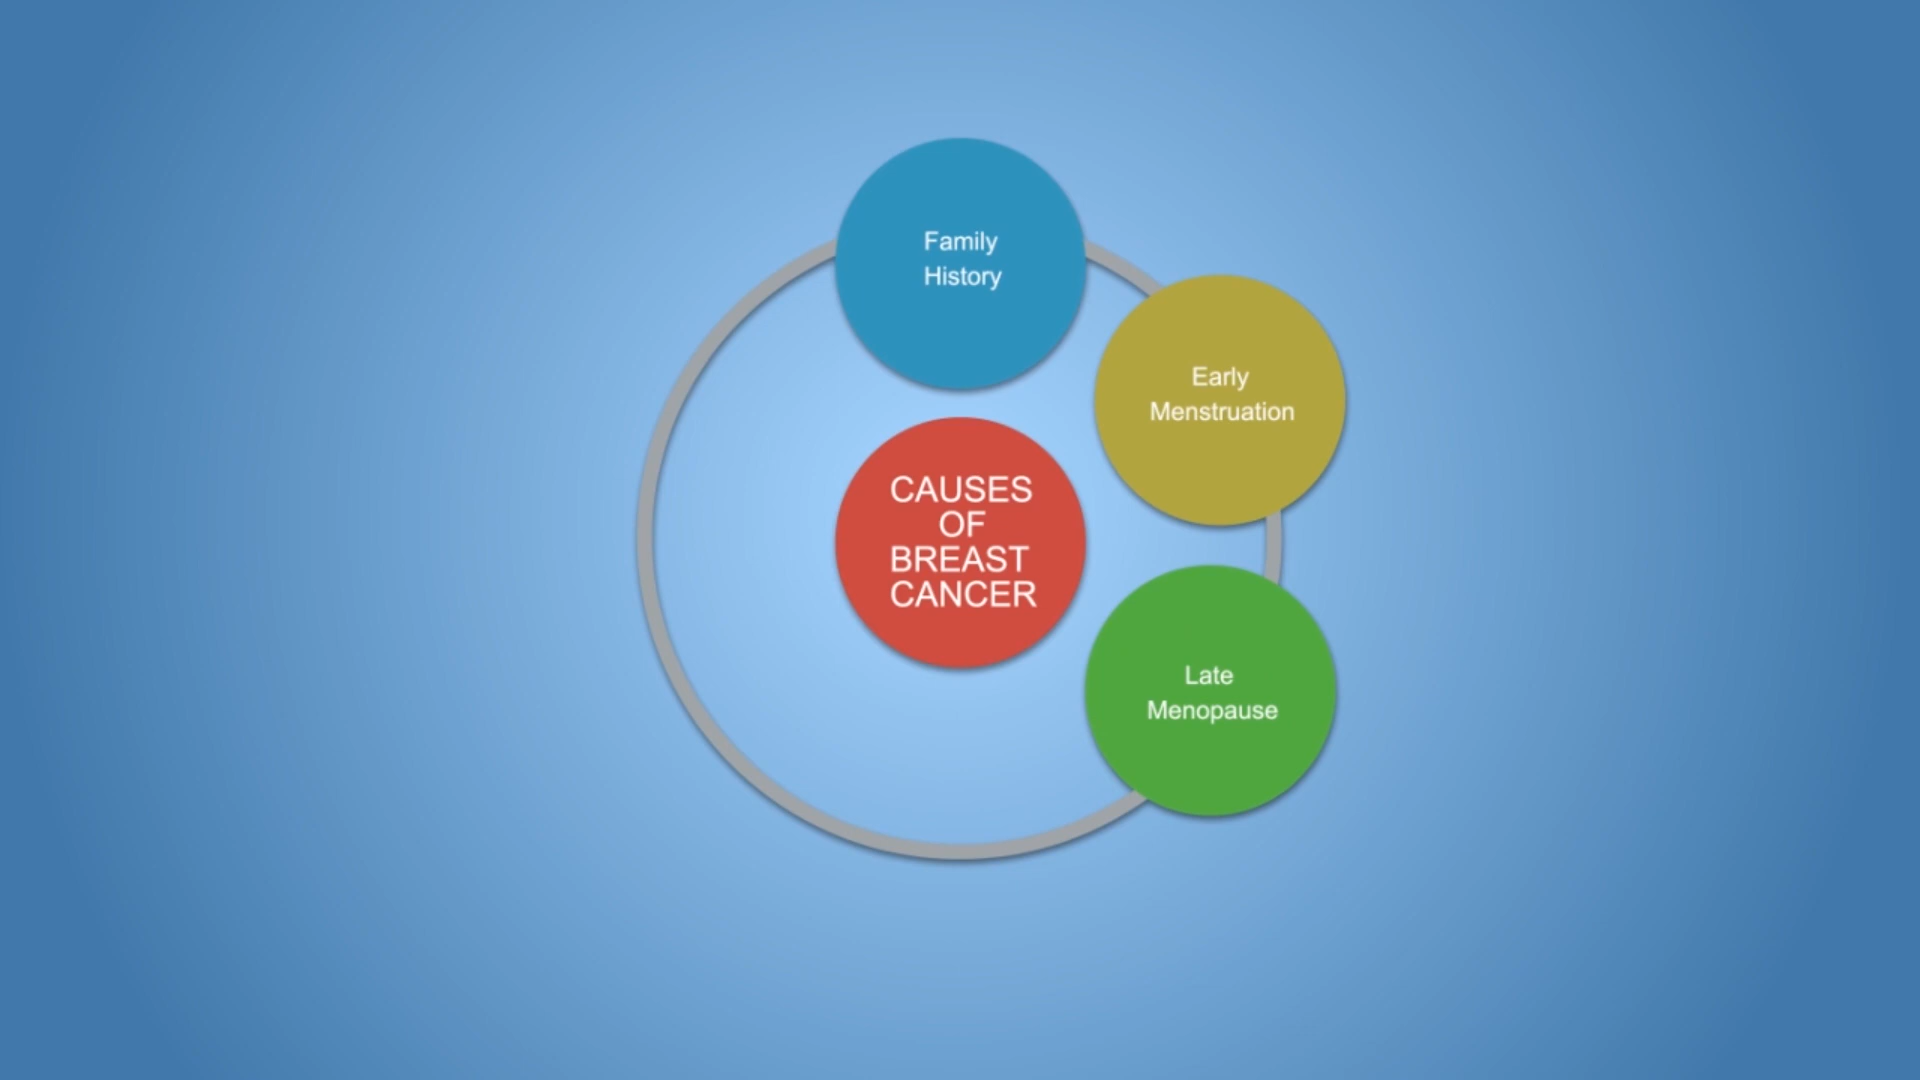 Family
History
Early
Menstruation
CAUSES
OF
BREAST
CANCER
Late
Menopause